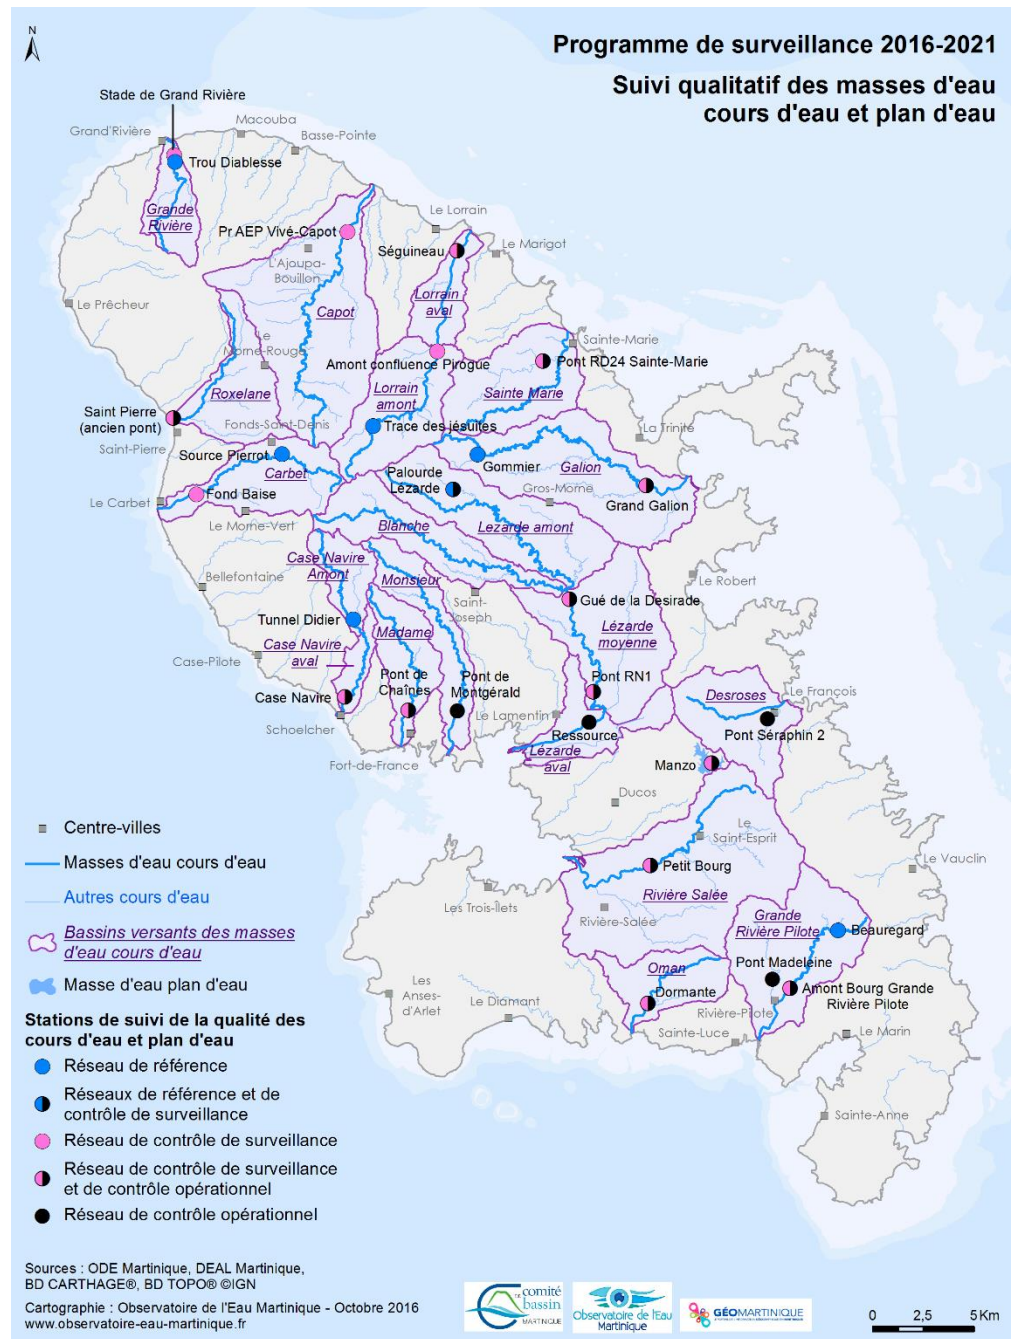 N
Programme de surveillance 2016-2021
Suivi qualitatif des masses d'eau
cours d'eau et plan d'eau
Stade de Grand Rivière
Grand'Rivière
Macouba
Basse-Pointe
Trou Diablesse
Grande
Rivière
Pr AEP Vivé-Capot
Le Lorrain
Séguineau
Le Marigot
L'Ajoupa-
Bouillon
Le Prêcheur
Capot
Lorrain
aval
Le
Morne-Rouge
Amont confluence Pirogue
Sainte-Marie
Pont RD24 Sainte-Marie
Roxelane
Lorrain
amont
Sainte Marie
Saint Pierre
(ancien pont)
Saint-Pierre
Fonds-Saint-Denis
Trace des jésuites
La Trinité
Source Pierrot
Carbet
Gommier
Galion
Palourde
Lézarde
Gros-Morne
Grand Galion
Le Carbet
Fond Baise
Le Morne-Vert
Blanche
Lezarde amont
Case Navire
Amont
Monsieur
Bellefontaine
Le Robert
Saint-
Joseph
Gué de la Desirade
Tunnel Didier
Madame
Lézarde
moyenne
Case Navire
aval
Case-Pilote
Pont de
Chaînes
Pont de
Montgérald
Pont RN1
Desroses
Le François
Case Navire
Schoelcher
Le Lamentin
Ressource
Pont Séraphin 2
Fort-de-France
Lézarde
aval
Manzo
Ducos
Le
Saint-Esprit
Petit Bourg
Le Vauclin
Les Trois-îlets
Rivière Salée
Rivière-Salée
Grande
Rivière Pilote
Beauregard
Oman
Pont Madeleine
Les
Anses-
d'Arlet
Le Diamant
Dormante
Amont Bourg Grande
Rivière Pilote
Rivière-Pilote
Sainte-Luce
Le Marin
Sainte-Anne
Centre-villes
Masses d'eau cours d'eau
Autres cours d'eau
Bassins versants des masses
d'eau cours d'eau
Masse d'eau plan d'eau
Stations de suivi de la qualité des
cours d'eau et plan d'eau
Réseau de référence
Réseaux de référence et de
contrôle de surveillance
Réseau de contrôle de surveillance
Réseau de contrôle de surveillance
et de contrôle opérationnel
Réseau de contrôle opérationnel
Sources : ODE Martinique, DEAL Martinique,
BD CARTHAGE®, BD TOPO® ©IGN
Cartographie : Observatoire de l'Eau Martinique - Octobre 2016
www.observatoire-eau-martinique.fr
comité
de bassin
MARTINIQUE
Observatoire de l'Eau
Martinique
GÉOMARTINIQUE
0 2,5 5 Km